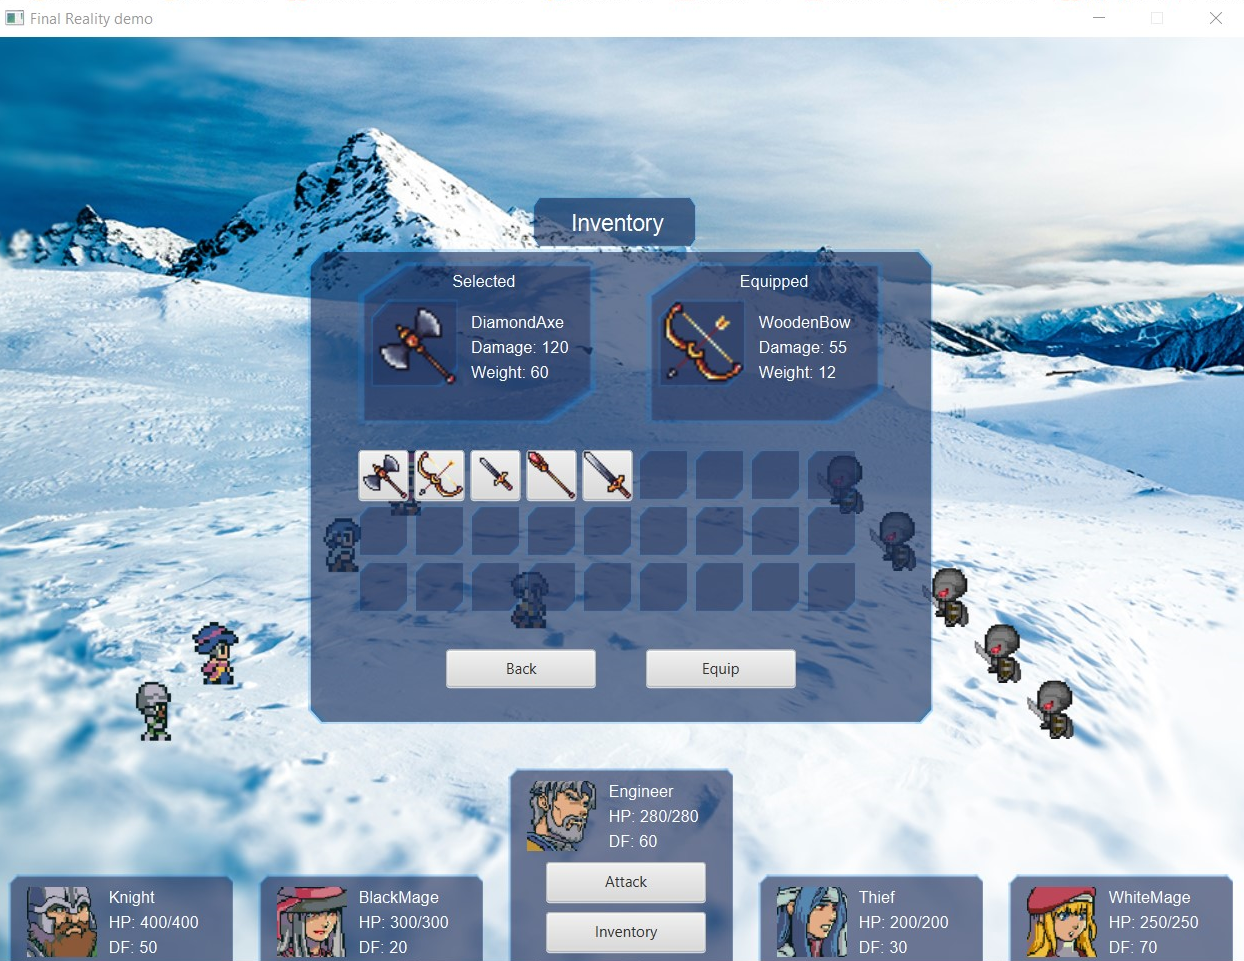 Final Reality demo
Inventory
Selected
DiamondAxe
Damage: 120
Weight: 60
Equipped
WoodenBow
Damage: 55
Weight: 12
Back
Equip
Engineer
HP: 280/280
DF: 60
Attack
Inventory
Knight
HP: 400/400
DF: 50
BlackMage
HP: 300/300
DF: 20
Thief
HP: 200/200
DF: 30
WhiteMage
HP: 250/250
DF: 70